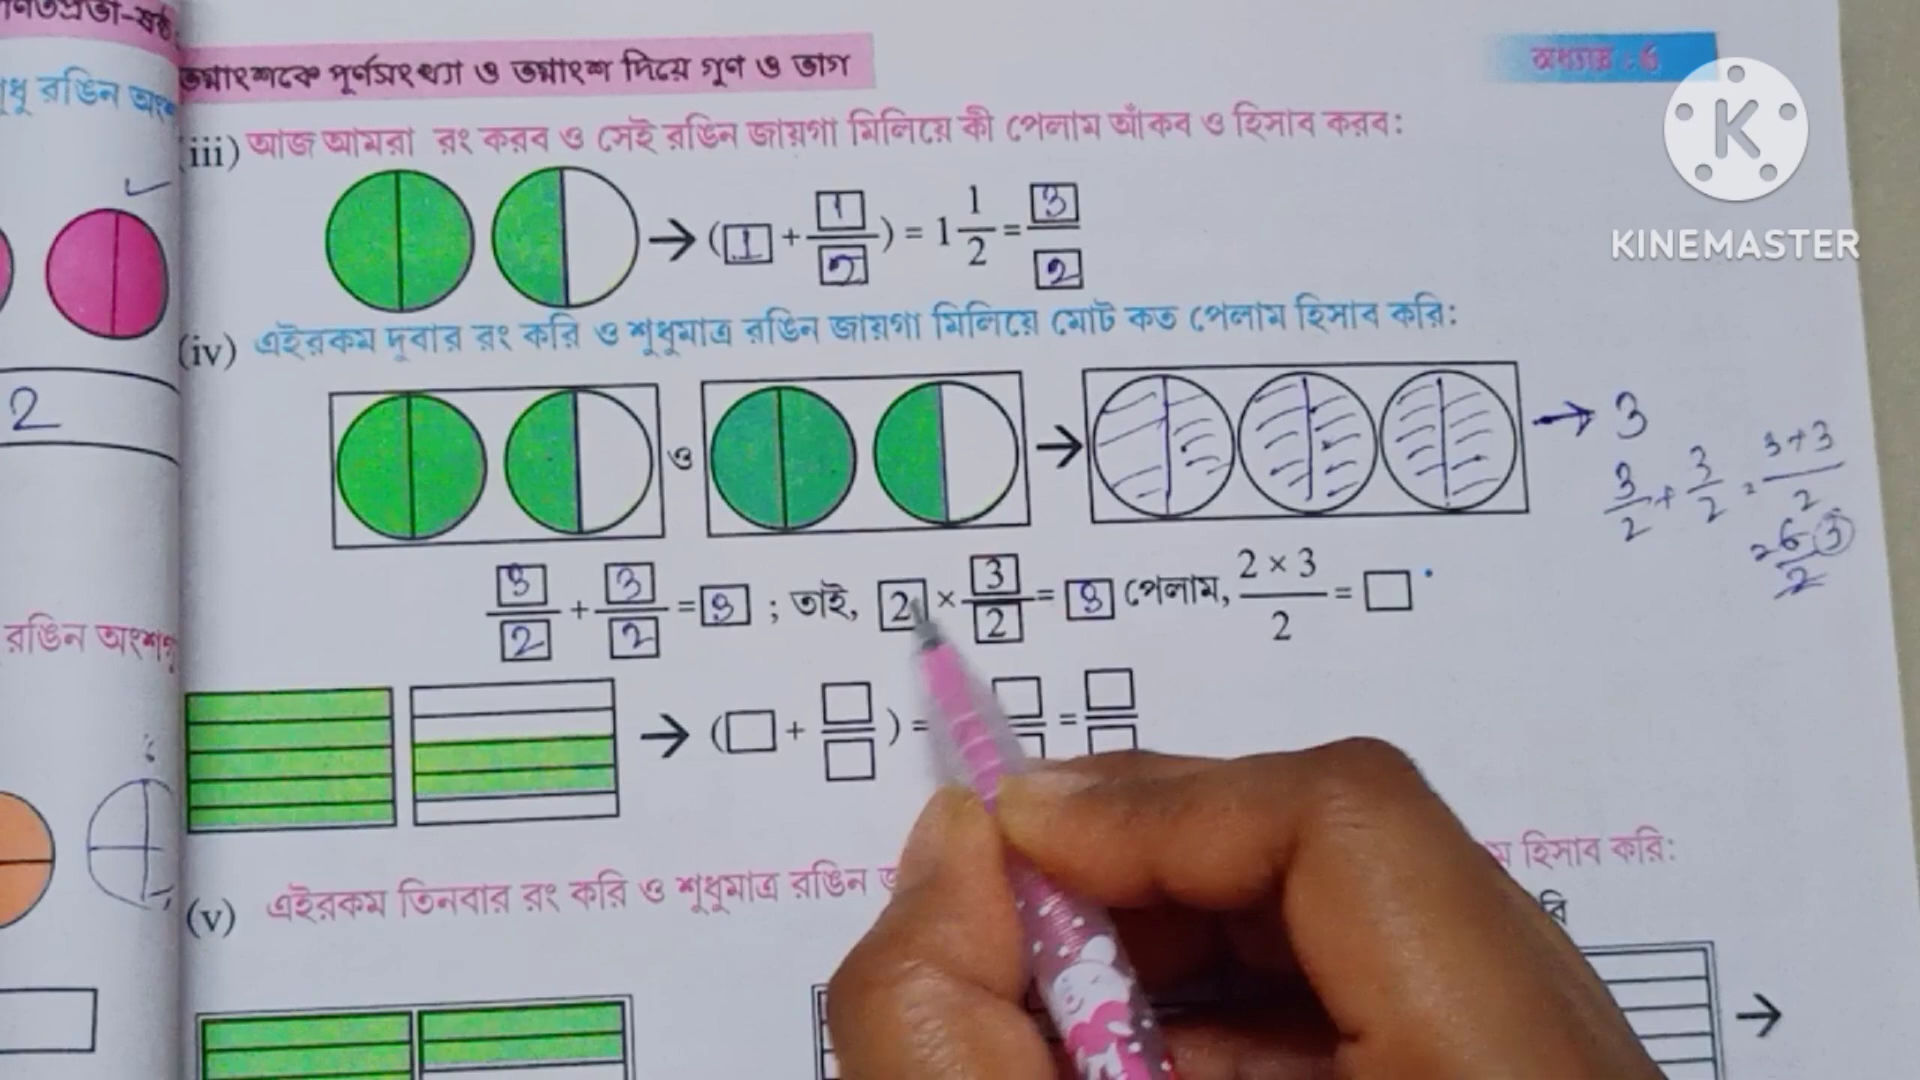 ভগ্নাংশকে পূর্ণসংখ্যা ও ভগ্নাংশ দিয়ে গুণ ও ভাগ
অধ্যায় : 6
KINEMASTER
(iii) আজ আমরা রং করব ও সেই রঙিন জায়গা মিলিয়ে কী পেলাম আঁকব ও হিসাব করব:
→ (1 + 1/2) = 1 1/2 = 3/2
(iv) এইরকম দুবার রং করি ও শুধুমাত্র রঙিন জায়গা মিলিয়ে মোট কত পেলাম হিসাব করি:
ও → → 3
3/2 + 3/2 = 3+3/2
= 6/2 3
3/2 + 3/2 = 3 ; তাই, 2 × 3/2 = 3 পেলাম, 2 × 3/2 = □
→ (□ + □/□) = □/□ = □/□
(v) এইরকম তিনবার রং করি ও শুধুমাত্র রঙিন হিসাব করি:
→
2
রঙিন